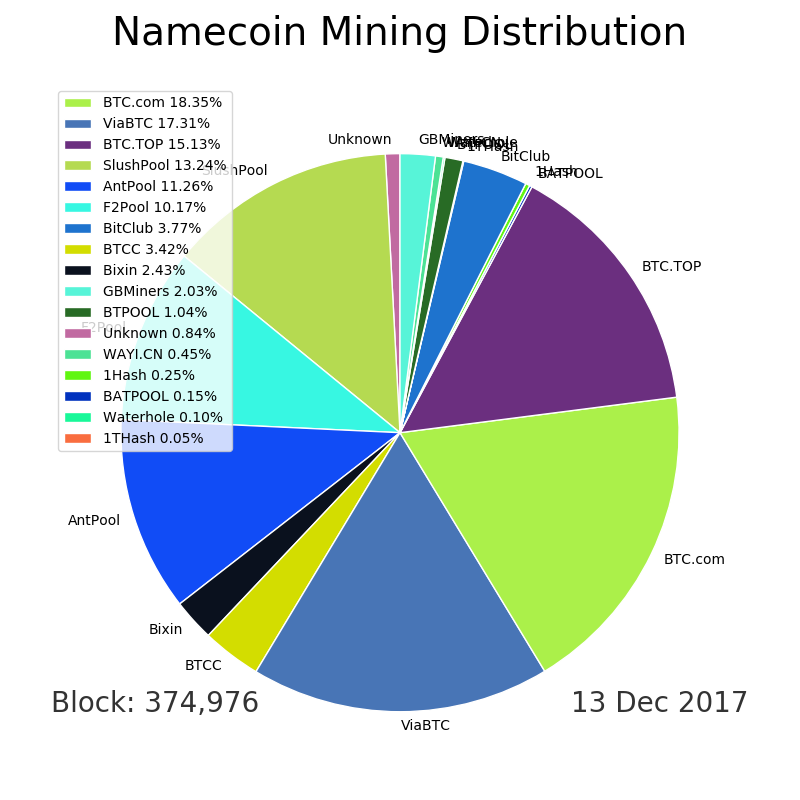 Namecoin Mining Distribution
BTC.com 18.35%
ViaBTC 17.31%
BTC.TOP 15.13%
SlushPool 13.24%
AntPool 11.26%
F2Pool 10.17%
BitClub 3.77%
BTCC 3.42%
Bixin 2.43%
GBMiners 2.03%
BTPOOL 1.04%
Unknown 0.84%
WAYI.CN 0.45%
1Hash 0.25%
BATPOOL 0.15%
Waterhole 0.10%
1THash 0.05%
Unknown
GBMiners
BitClub
1Hash
BATPOOL
SlushPool
BTC.TOP
F2Pool
AntPool
BTC.com
Bixin
BTCC
ViaBTC
Block: 374,976
13 Dec 2017